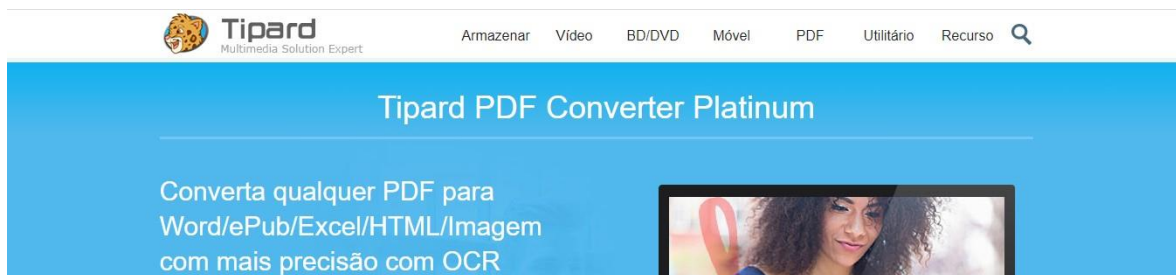 Tipard
Multimedia Solution Expert
Armazenar Vídeo BD/DVD Móvel PDF Utilitário Recurso
Tipard PDF Converter Platinum
Converta qualquer PDF para
Word/ePub/Excel/HTML/Imagem
com mais precisão com OCR